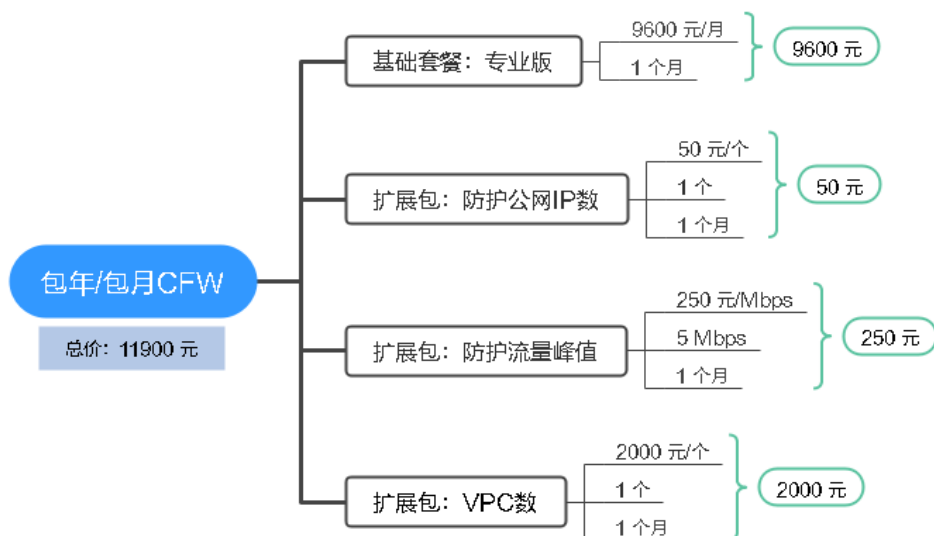 包年/包月CFW
总价：11900 元
基础套餐：专业版
9600 元/月
1 个月
9600 元
扩展包：防护公网IP数
50 元/个
1 个
1 个月
50 元
扩展包：防护流量峰值
250 元/Mbps
5 Mbps
1 个月
250 元
扩展包：VPC数
2000 元/个
1 个
1 个月
2000 元